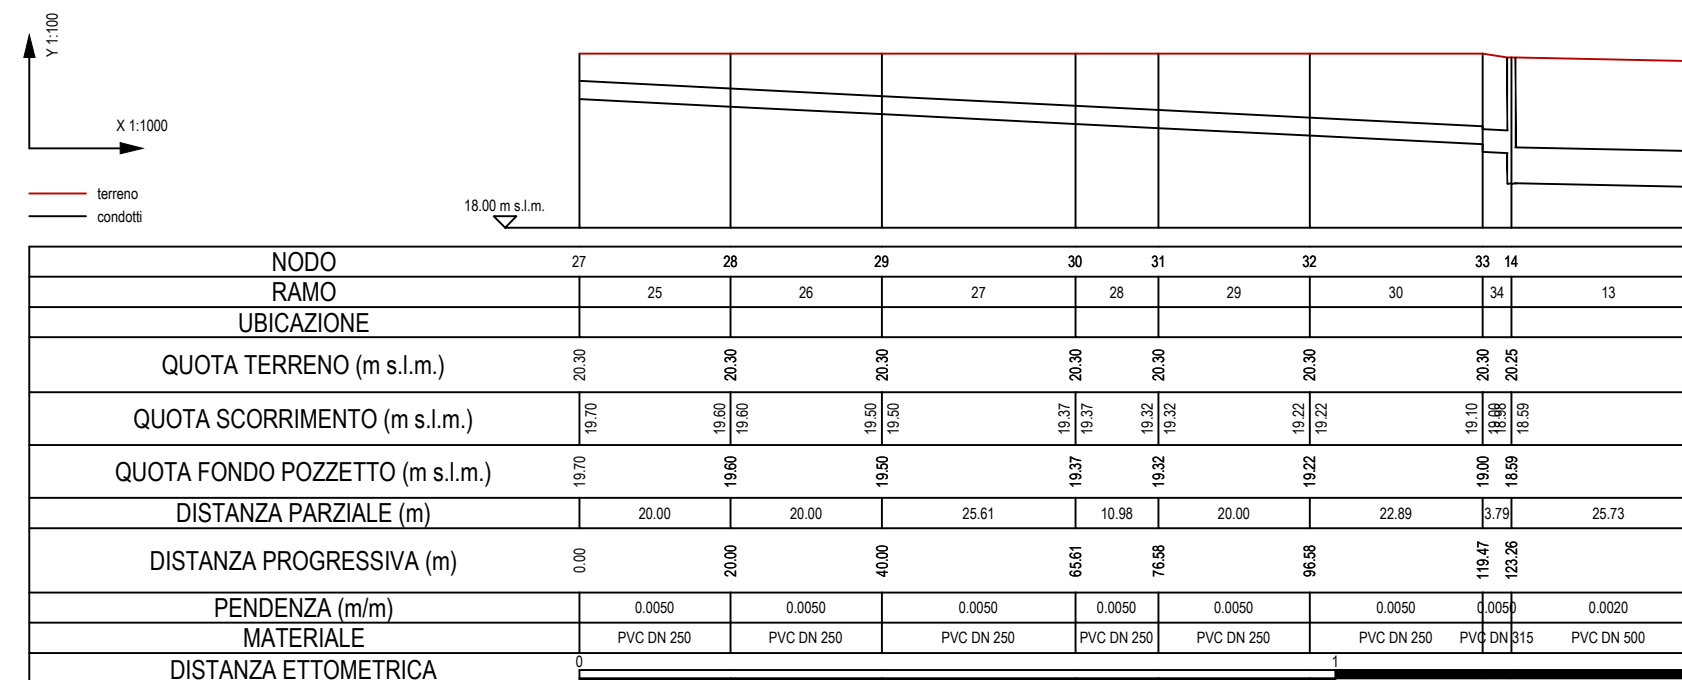 Y 1:100
X 1:1000
terreno
condotti
18.00 m s.l.m.
NODO 27 28 29 30 31 32 33 14
RAMO 25 26 27 28 29 30 34 13
UBICAZIONE
QUOTA TERRENO (m s.l.m.) 20.30 20.30 20.30 20.30 20.30 20.30 20.30 20.25
QUOTA SCORRIMENTO (m s.l.m.) 19.70 19.60 19.60 19.50 19.50 19.37 19.37 19.32 19.32 19.22 19.22 19.10 19.00 18.98 18.59
QUOTA FONDO POZZETTO (m s.l.m.) 19.70 19.60 19.50 19.37 19.32 19.22 19.00 18.59
DISTANZA PARZIALE (m) 20.00 20.00 25.61 10.98 20.00 22.89 3.79 25.73
DISTANZA PROGRESSIVA (m) 0.00 20.00 40.00 65.61 76.58 96.58 119.47 123.26
PENDENZA (m/m) 0.0050 0.0050 0.0050 0.0050 0.0050 0.0050 0.0050 0.0020
MATERIALE PVC DN 250 PVC DN 250 PVC DN 250 PVC DN 250 PVC DN 250 PVC DN 250 PVC DN 315 PVC DN 500
DISTANZA ETTOMETRICA 0 1